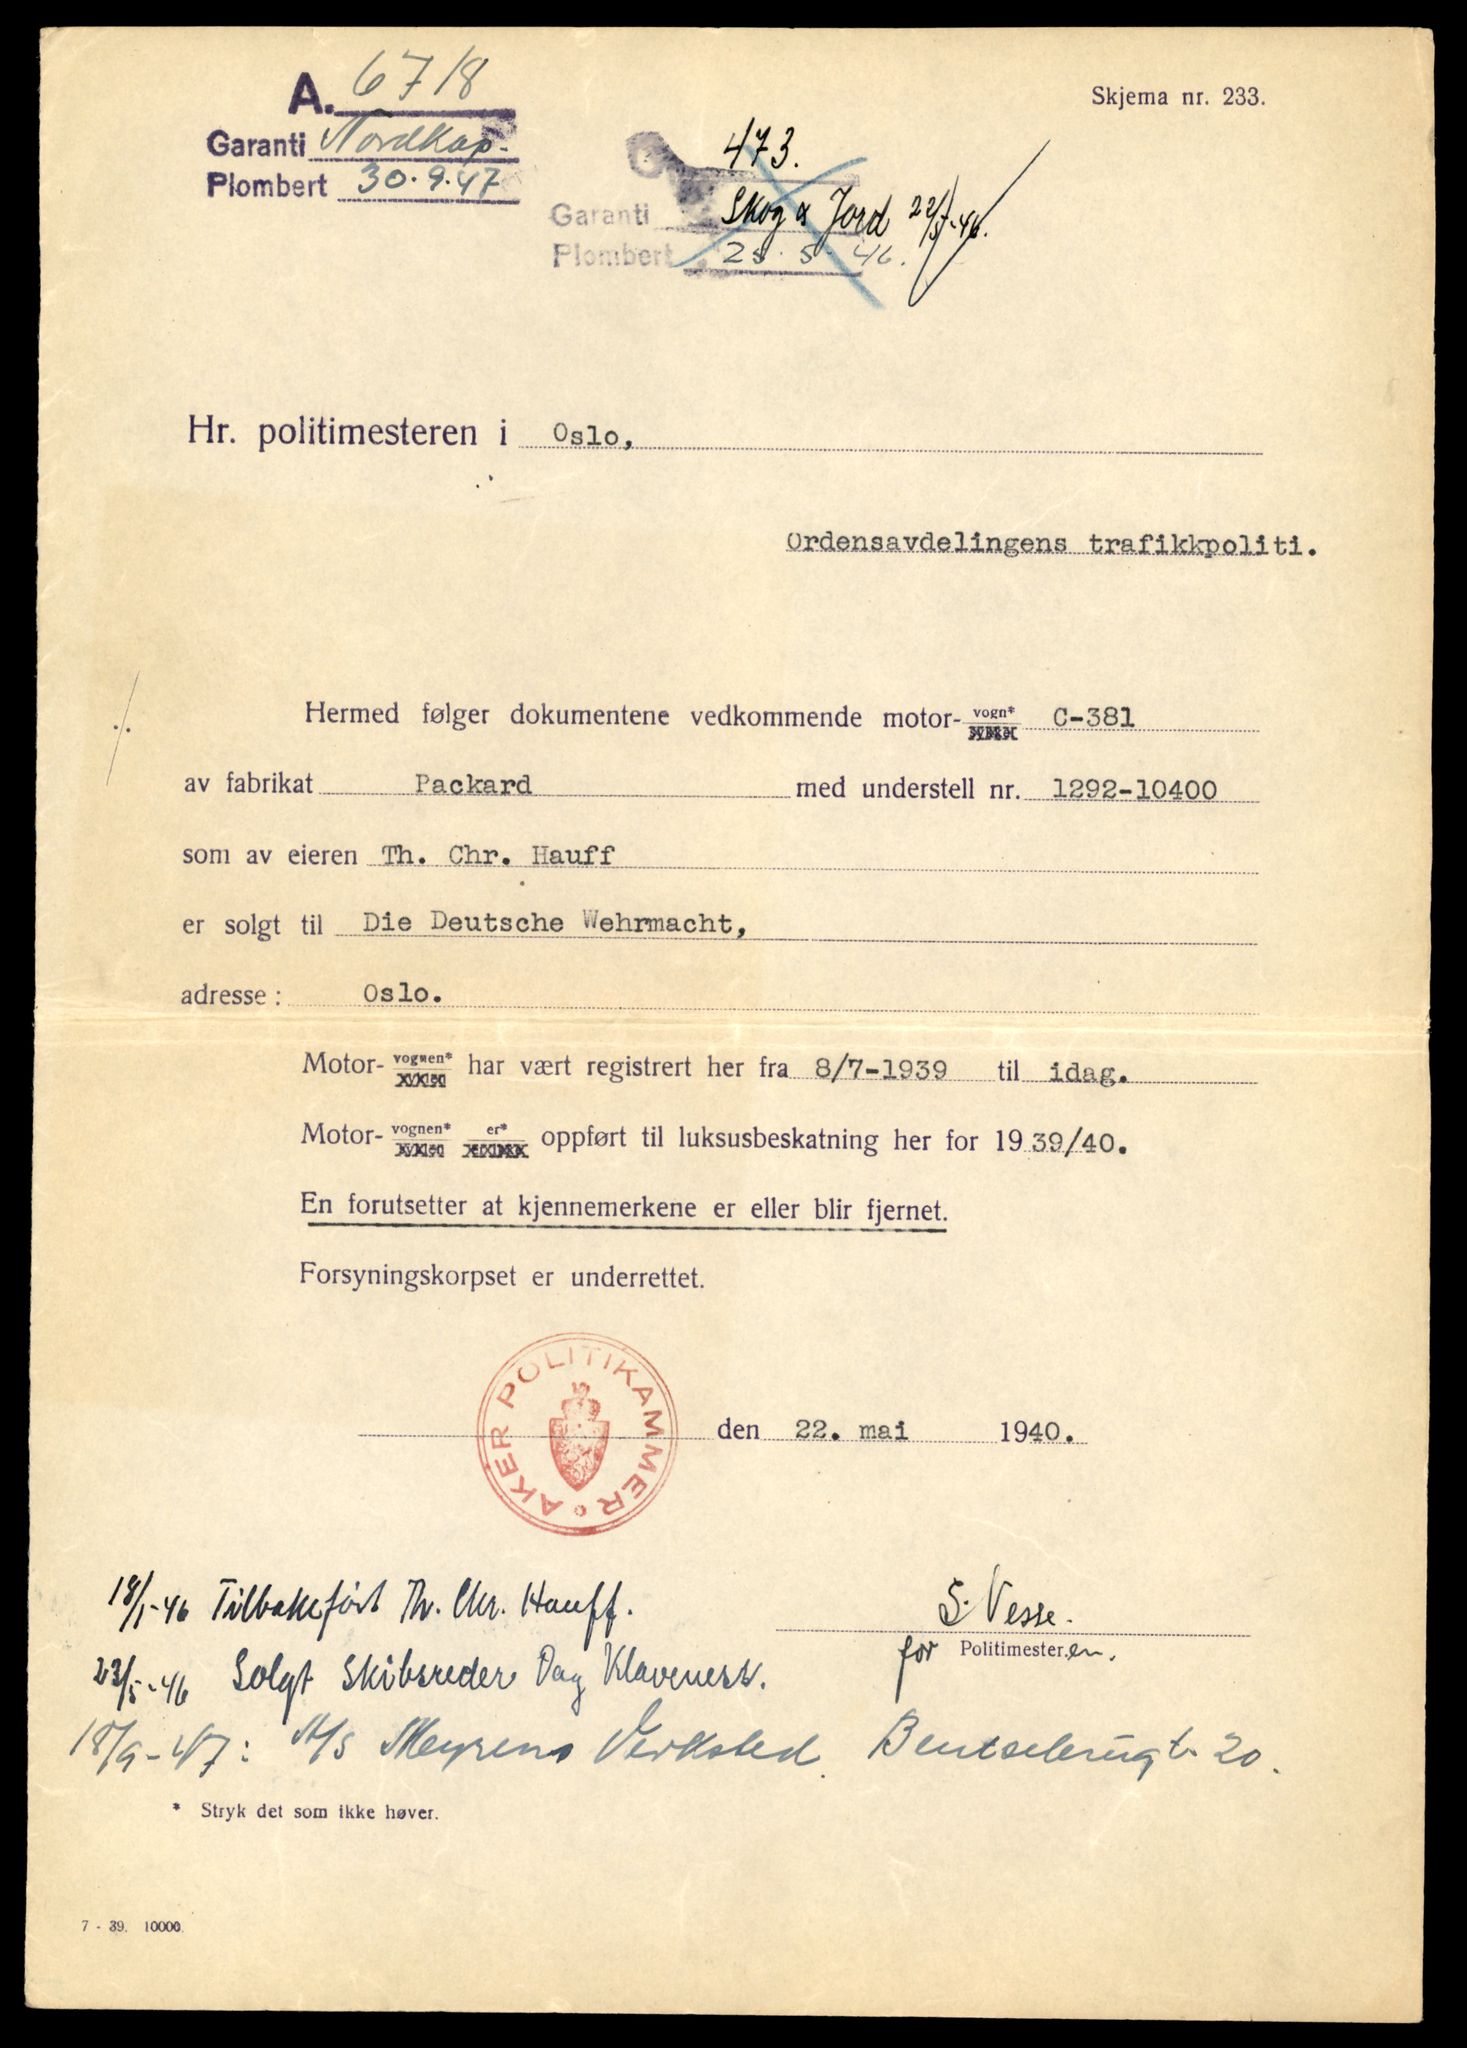 A. 6718
Garanti Nordkap.
Plombert 30.9.47
Skjema nr. 233.
473.
Garanti Skog & Jord 22/5-46.
Plombert 25.5.46.
Hr. politimesteren i Oslo,
Ordensavdelingens trafikkpoliti.
Hermed følger dokumentene vedkommende motor- vogn* C-381
av fabrikat Packard med understell nr. 1292-10400
som av eieren Th. Chr. Hauff
er solgt til Die Deutsche Wehrmacht,
adresse: Oslo.
Motor- vognen* har vært registrert her fra 8/7-1939 til idag.
Motor- vognen* er* oppført til luksusbeskatning her for 1939/40.
En forutsetter at kjennemerkene er eller blir fjernet.
Forsyningskorpset er underrettet.
AKER POLITIKAMMER
den 22. mai 1940.
18/1-46 Tilbakeført Th. Chr. Hauff.
S. Vesse.
for Politimesteren.
23/5-46 Solgt Skibsreder Dag Klaveness.
18/9-47: A/S Myrens Verksted. Bentsebrugt. 20.
* Stryk det som ikke høver.
7 - 39. 10000.